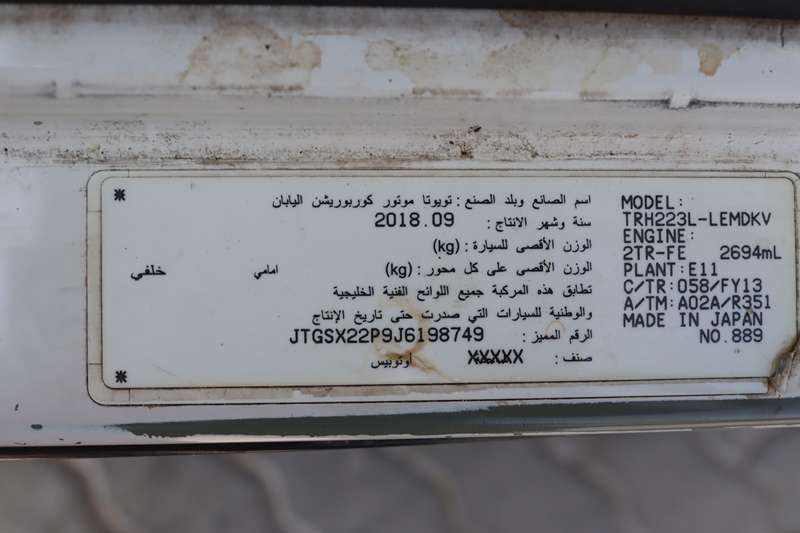 * اسم الصانع وبلد الصنع : تويوتا موتور كوربوريشن اليابان
سنة وشهر الانتاج : 2018.09
الوزن الأقصى للسيارة : (kg)
الوزن الأقصى على كل محور : (kg) امامي خلفي
تطابق هذه المركبة جميع اللوائح الفنية الخليجية
والوطنية للسيارات التي صدرت حتى تاريخ الإنتاج
الرقم المميز : JTGSX22P9J6198749
* صنف : XXXXX أوتوبيس
MODEL:
TRH223L-LEMDKV
ENGINE:
2TR-FE 2694mL
PLANT:E11
C/TR:058/FY13
A/TM:A02A/R351
MADE IN JAPAN
NO.889